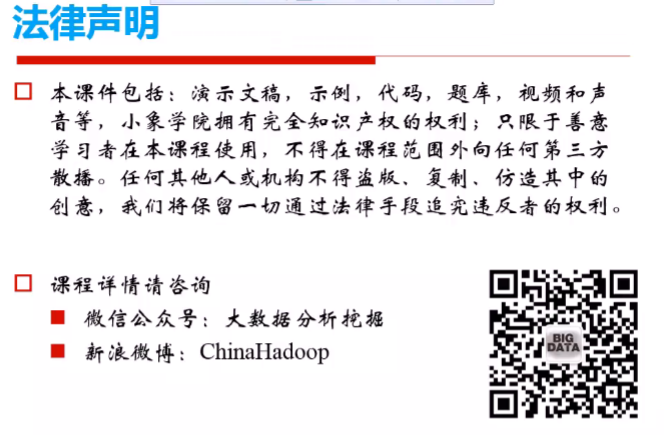 法律声明
本课件包括：演示文稿，示例，代码，题库，视频和声
音等，小象学院拥有完全知识产权的权利；只限于善意
学习者在本课程使用，不得在课程范围外向任何第三方
散播。任何其他人或机构不得盗版、复制、仿造其中的
创意，我们将保留一切通过法律手段追究违反者的权利。
课程详情请咨询
微信公众号：大数据分析挖掘
新浪微博：ChinaHadoop
BIG
DATA